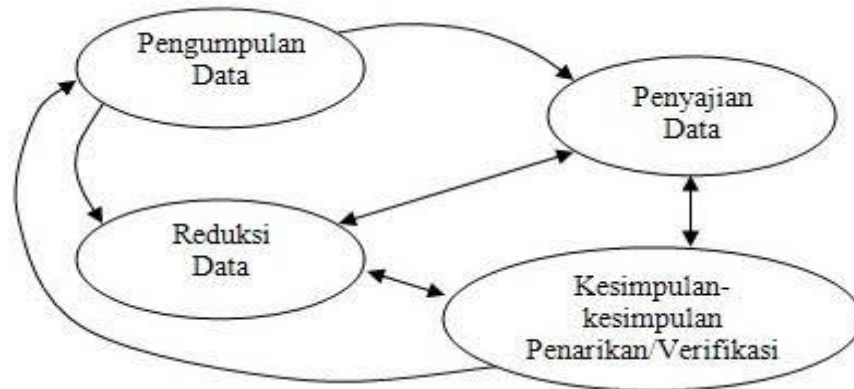 Pengumpulan
Data
Penyajian
Data
Reduksi
Data
Kesimpulan-
kesimpulan
Penarikan/Verifikasi